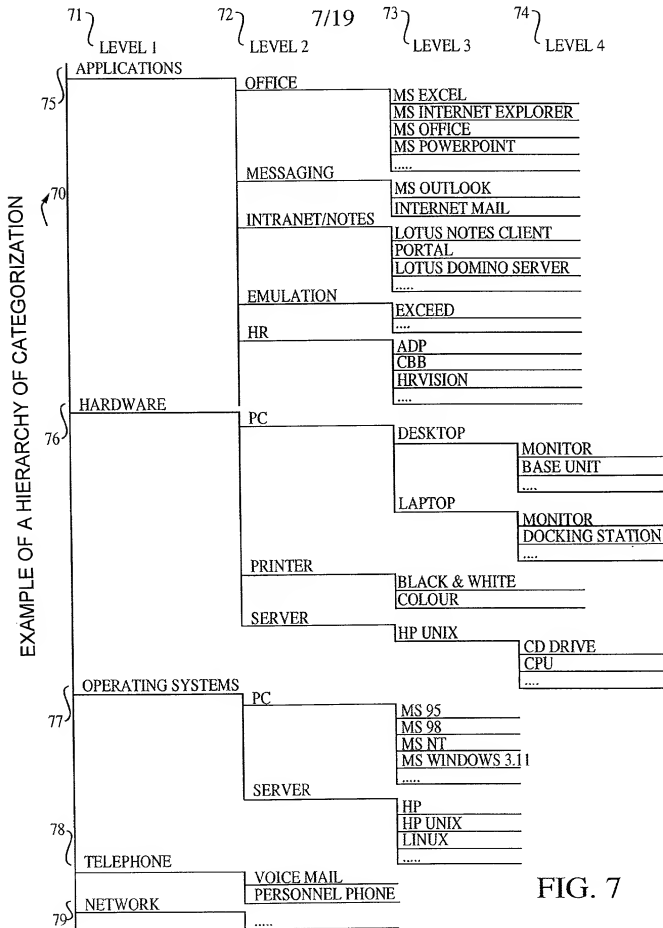 71 72 7/19 73 74
LEVEL 1 LEVEL 2 LEVEL 3 LEVEL 4
APPLICATIONS
75
OFFICE
MS EXCEL
MS INTERNET EXPLORER
MS OFFICE
MS POWERPOINT
.....
MESSAGING
70
MS OUTLOOK
INTERNET MAIL
INTRANET/NOTES
LOTUS NOTES CLIENT
PORTAL
LOTUS DOMINO SERVER
.....
EMULATION
EXCEED
....
HR
ADP
CBB
HRVISION
....
EXAMPLE OF A HIERARCHY OF CATEGORIZATION
HARDWARE
76
PC
DESKTOP
MONITOR
BASE UNIT
....
LAPTOP
MONITOR
DOCKING STATION
....
PRINTER
BLACK & WHITE
COLOUR
SERVER
HP UNIX
CD DRIVE
CPU
....
OPERATING SYSTEMS
77
PC
MS 95
MS 98
MS NT
MS WINDOWS 3.11
.....
SERVER
HP
HP UNIX
LINUX
.....
78
TELEPHONE
VOICE MAIL
PERSONNEL PHONE
NETWORK
79
.....
FIG. 7